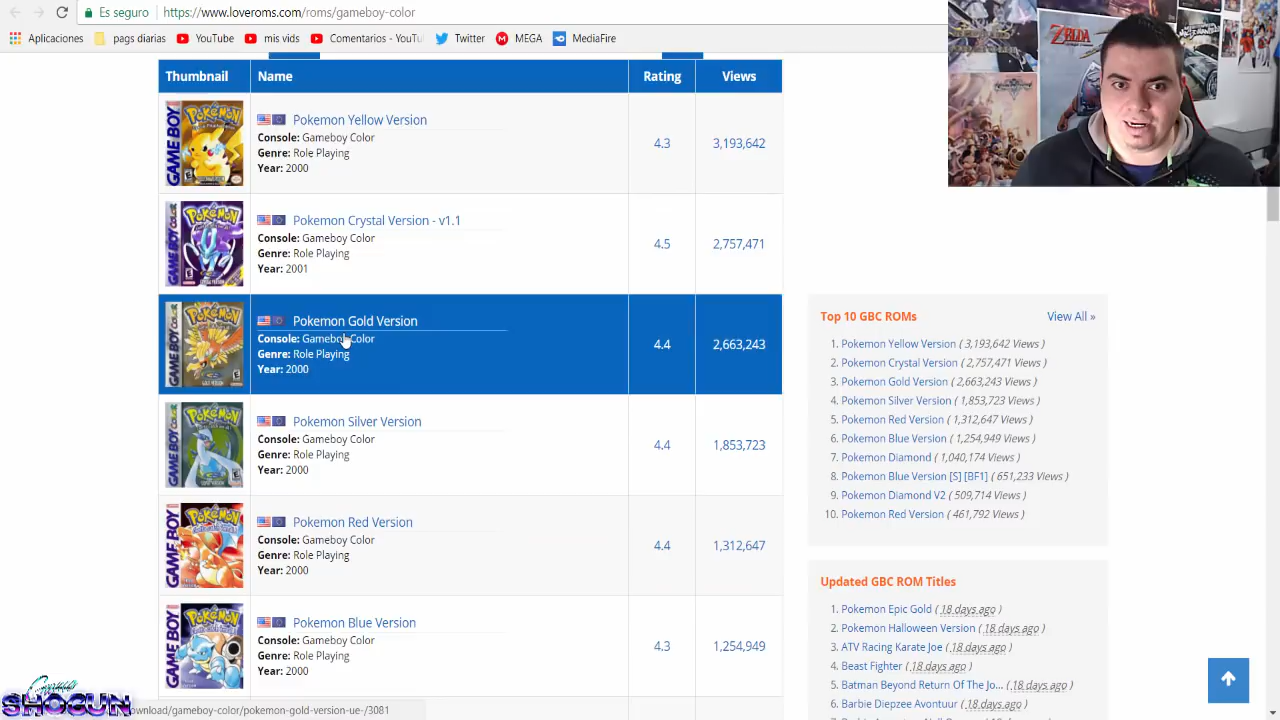 Es seguro https://www.loveroms.com/roms/gameboy-color
Aplicaciones pags diarias YouTube mis vids Comentarios - YouTu Twitter MEGA MediaFire
Thumbnail Name Rating Views
Pokemon Yellow Version
Console: Gameboy Color
Genre: Role Playing
Year: 2000
4.3 3,193,642
Pokemon Crystal Version - v1.1
Console: Gameboy Color
Genre: Role Playing
Year: 2001
4.5 2,757,471
Pokemon Gold Version
Console: Gameboy Color
Genre: Role Playing
Year: 2000
4.4 2,663,243
Pokemon Silver Version
Console: Gameboy Color
Genre: Role Playing
Year: 2000
4.4 1,853,723
Pokemon Red Version
Console: Gameboy Color
Genre: Role Playing
Year: 2000
4.4 1,312,647
Pokemon Blue Version
Console: Gameboy Color
Genre: Role Playing
Year: 2000
4.3 1,254,949
Top 10 GBC ROMs View All »
1. Pokemon Yellow Version ( 3,193,642 Views )
2. Pokemon Crystal Version ( 2,757,471 Views )
3. Pokemon Gold Version ( 2,663,243 Views )
4. Pokemon Silver Version ( 1,853,723 Views )
5. Pokemon Red Version ( 1,312,647 Views )
6. Pokemon Blue Version ( 1,254,949 Views )
7. Pokemon Diamond ( 1,040,174 Views )
8. Pokemon Blue Version [S] [BF1] ( 651,233 Views )
9. Pokemon Diamond V2 ( 509,714 Views )
10. Pokemon Red Version ( 461,792 Views )
Updated GBC ROM Titles
1. Pokemon Epic Gold ( 18 days ago )
2. Pokemon Halloween Version ( 18 days ago )
3. ATV Racing Karate Joe ( 18 days ago )
4. Beast Fighter ( 18 days ago )
5. Batman Beyond Return Of The Jo... ( 18 days ago )
6. Barbie Diepzee Avontuur ( 18 days ago )
ownload/gameboy-color/pokemon-gold-version-ue-/3081
SHOGUN
ZELDA